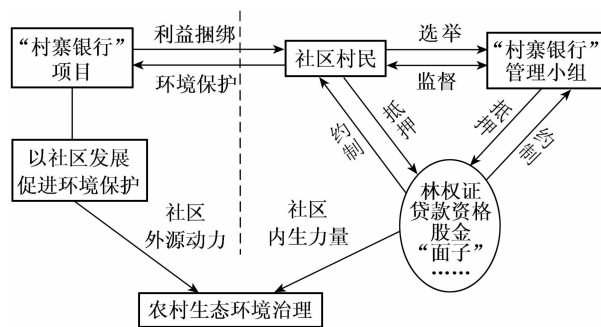 “村寨银行”
项目
利益捆绑
环境保护
社区村民
选举
监督
“村寨银行”
管理小组
抵押
约制
抵押
约制
以社区发展
促进环境保护
林权证
贷款资格
股金
“面子”
……
社区
外源动力
社区
内生力量
农村生态环境治理